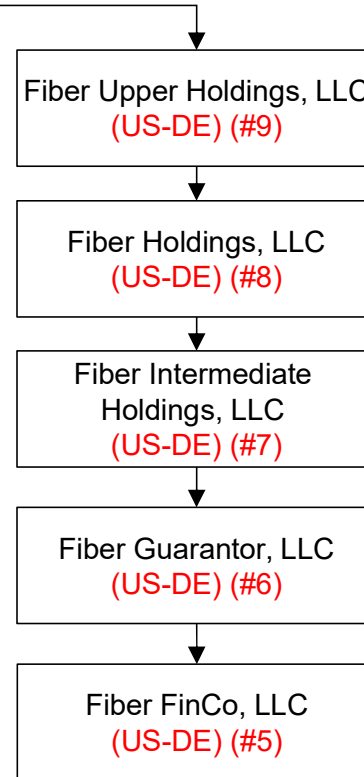 Fiber Upper Holdings, LLC
(US-DE) (#9)
Fiber Holdings, LLC
(US-DE) (#8)
Fiber Intermediate
Holdings, LLC
(US-DE) (#7)
Fiber Guarantor, LLC
(US-DE) (#6)
Fiber FinCo, LLC
(US-DE) (#5)